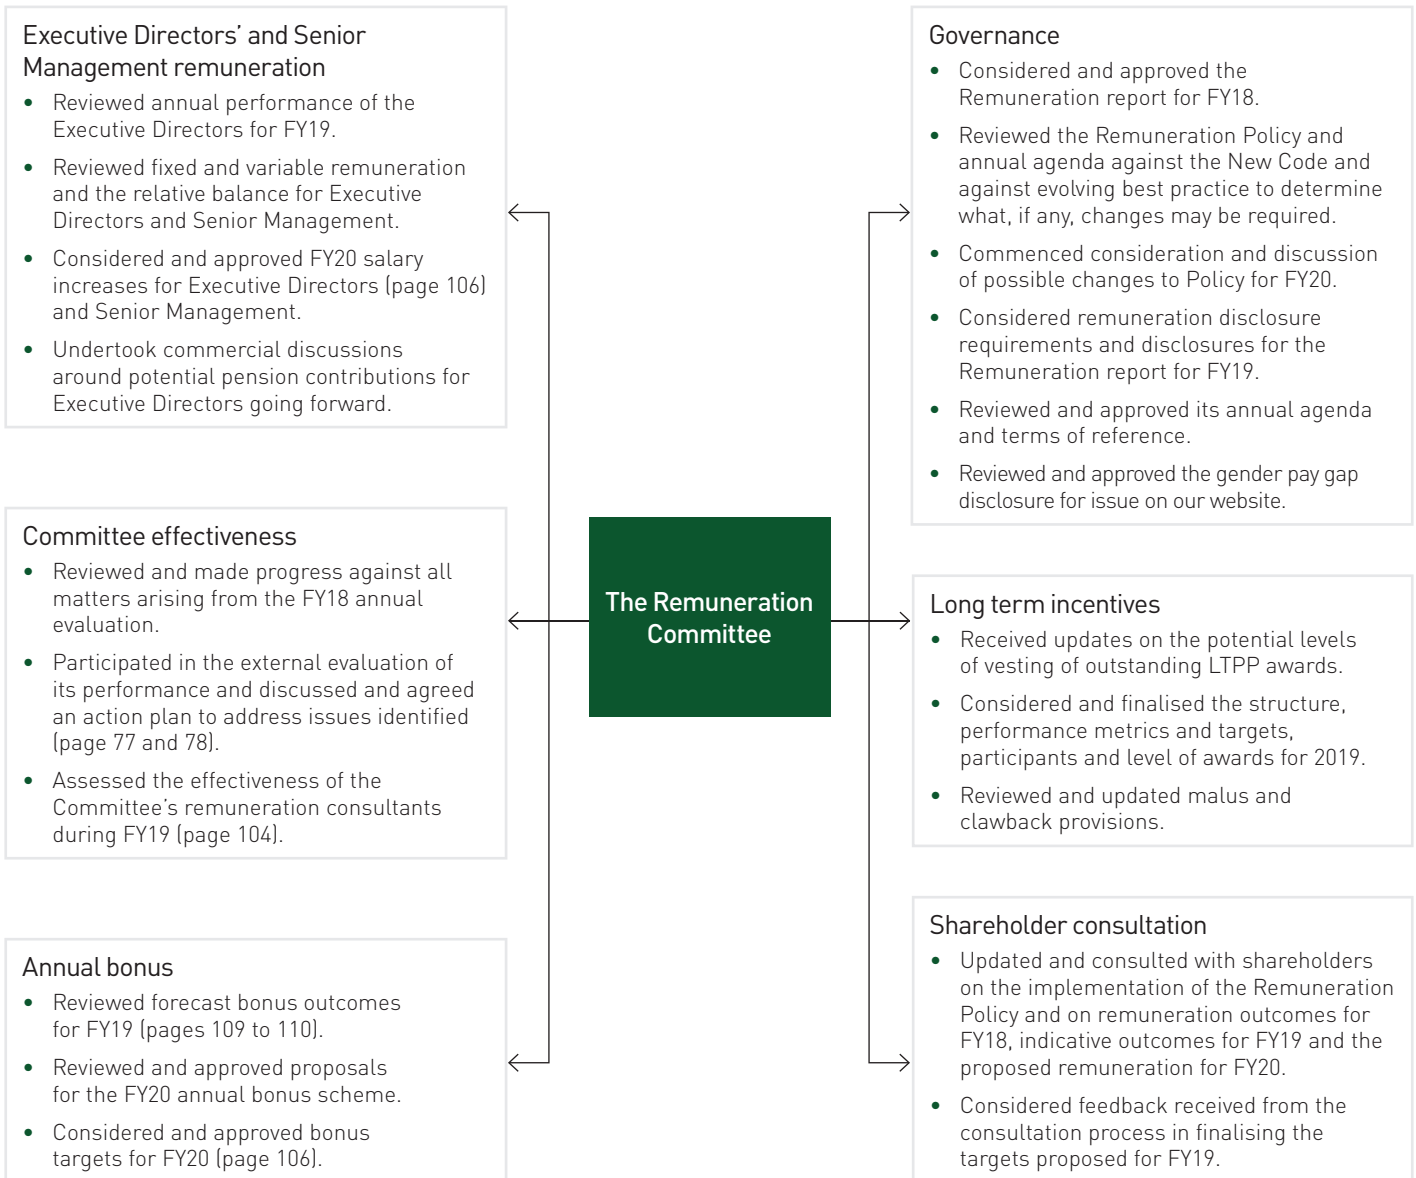 Executive Directors’ and Senior
Management remuneration
• Reviewed annual performance of the
Executive Directors for FY19.
• Reviewed fixed and variable remuneration
and the relative balance for Executive
Directors and Senior Management.
• Considered and approved FY20 salary
increases for Executive Directors (page 106)
and Senior Management.
• Undertook commercial discussions
around potential pension contributions for
Executive Directors going forward.
Committee effectiveness
• Reviewed and made progress against all
matters arising from the FY18 annual
evaluation.
• Participated in the external evaluation of
its performance and discussed and agreed
an action plan to address issues identified
(page 77 and 78).
• Assessed the effectiveness of the
Committee’s remuneration consultants
during FY19 (page 104).
Annual bonus
• Reviewed forecast bonus outcomes
for FY19 (pages 109 to 110).
• Reviewed and approved proposals
for the FY20 annual bonus scheme.
• Considered and approved bonus
targets for FY20 (page 106).
The Remuneration
Committee
Governance
• Considered and approved the
Remuneration report for FY18.
• Reviewed the Remuneration Policy and
annual agenda against the New Code and
against evolving best practice to determine
what, if any, changes may be required.
• Commenced consideration and discussion
of possible changes to Policy for FY20.
• Considered remuneration disclosure
requirements and disclosures for the
Remuneration report for FY19.
• Reviewed and approved its annual agenda
and terms of reference.
• Reviewed and approved the gender pay gap
disclosure for issue on our website.
Long term incentives
• Received updates on the potential levels
of vesting of outstanding LTPP awards.
• Considered and finalised the structure,
performance metrics and targets,
participants and level of awards for 2019.
• Reviewed and updated malus and
clawback provisions.
Shareholder consultation
• Updated and consulted with shareholders
on the implementation of the Remuneration
Policy and on remuneration outcomes for
FY18, indicative outcomes for FY19 and the
proposed remuneration for FY20.
• Considered feedback received from the
consultation process in finalising the
targets proposed for FY19.